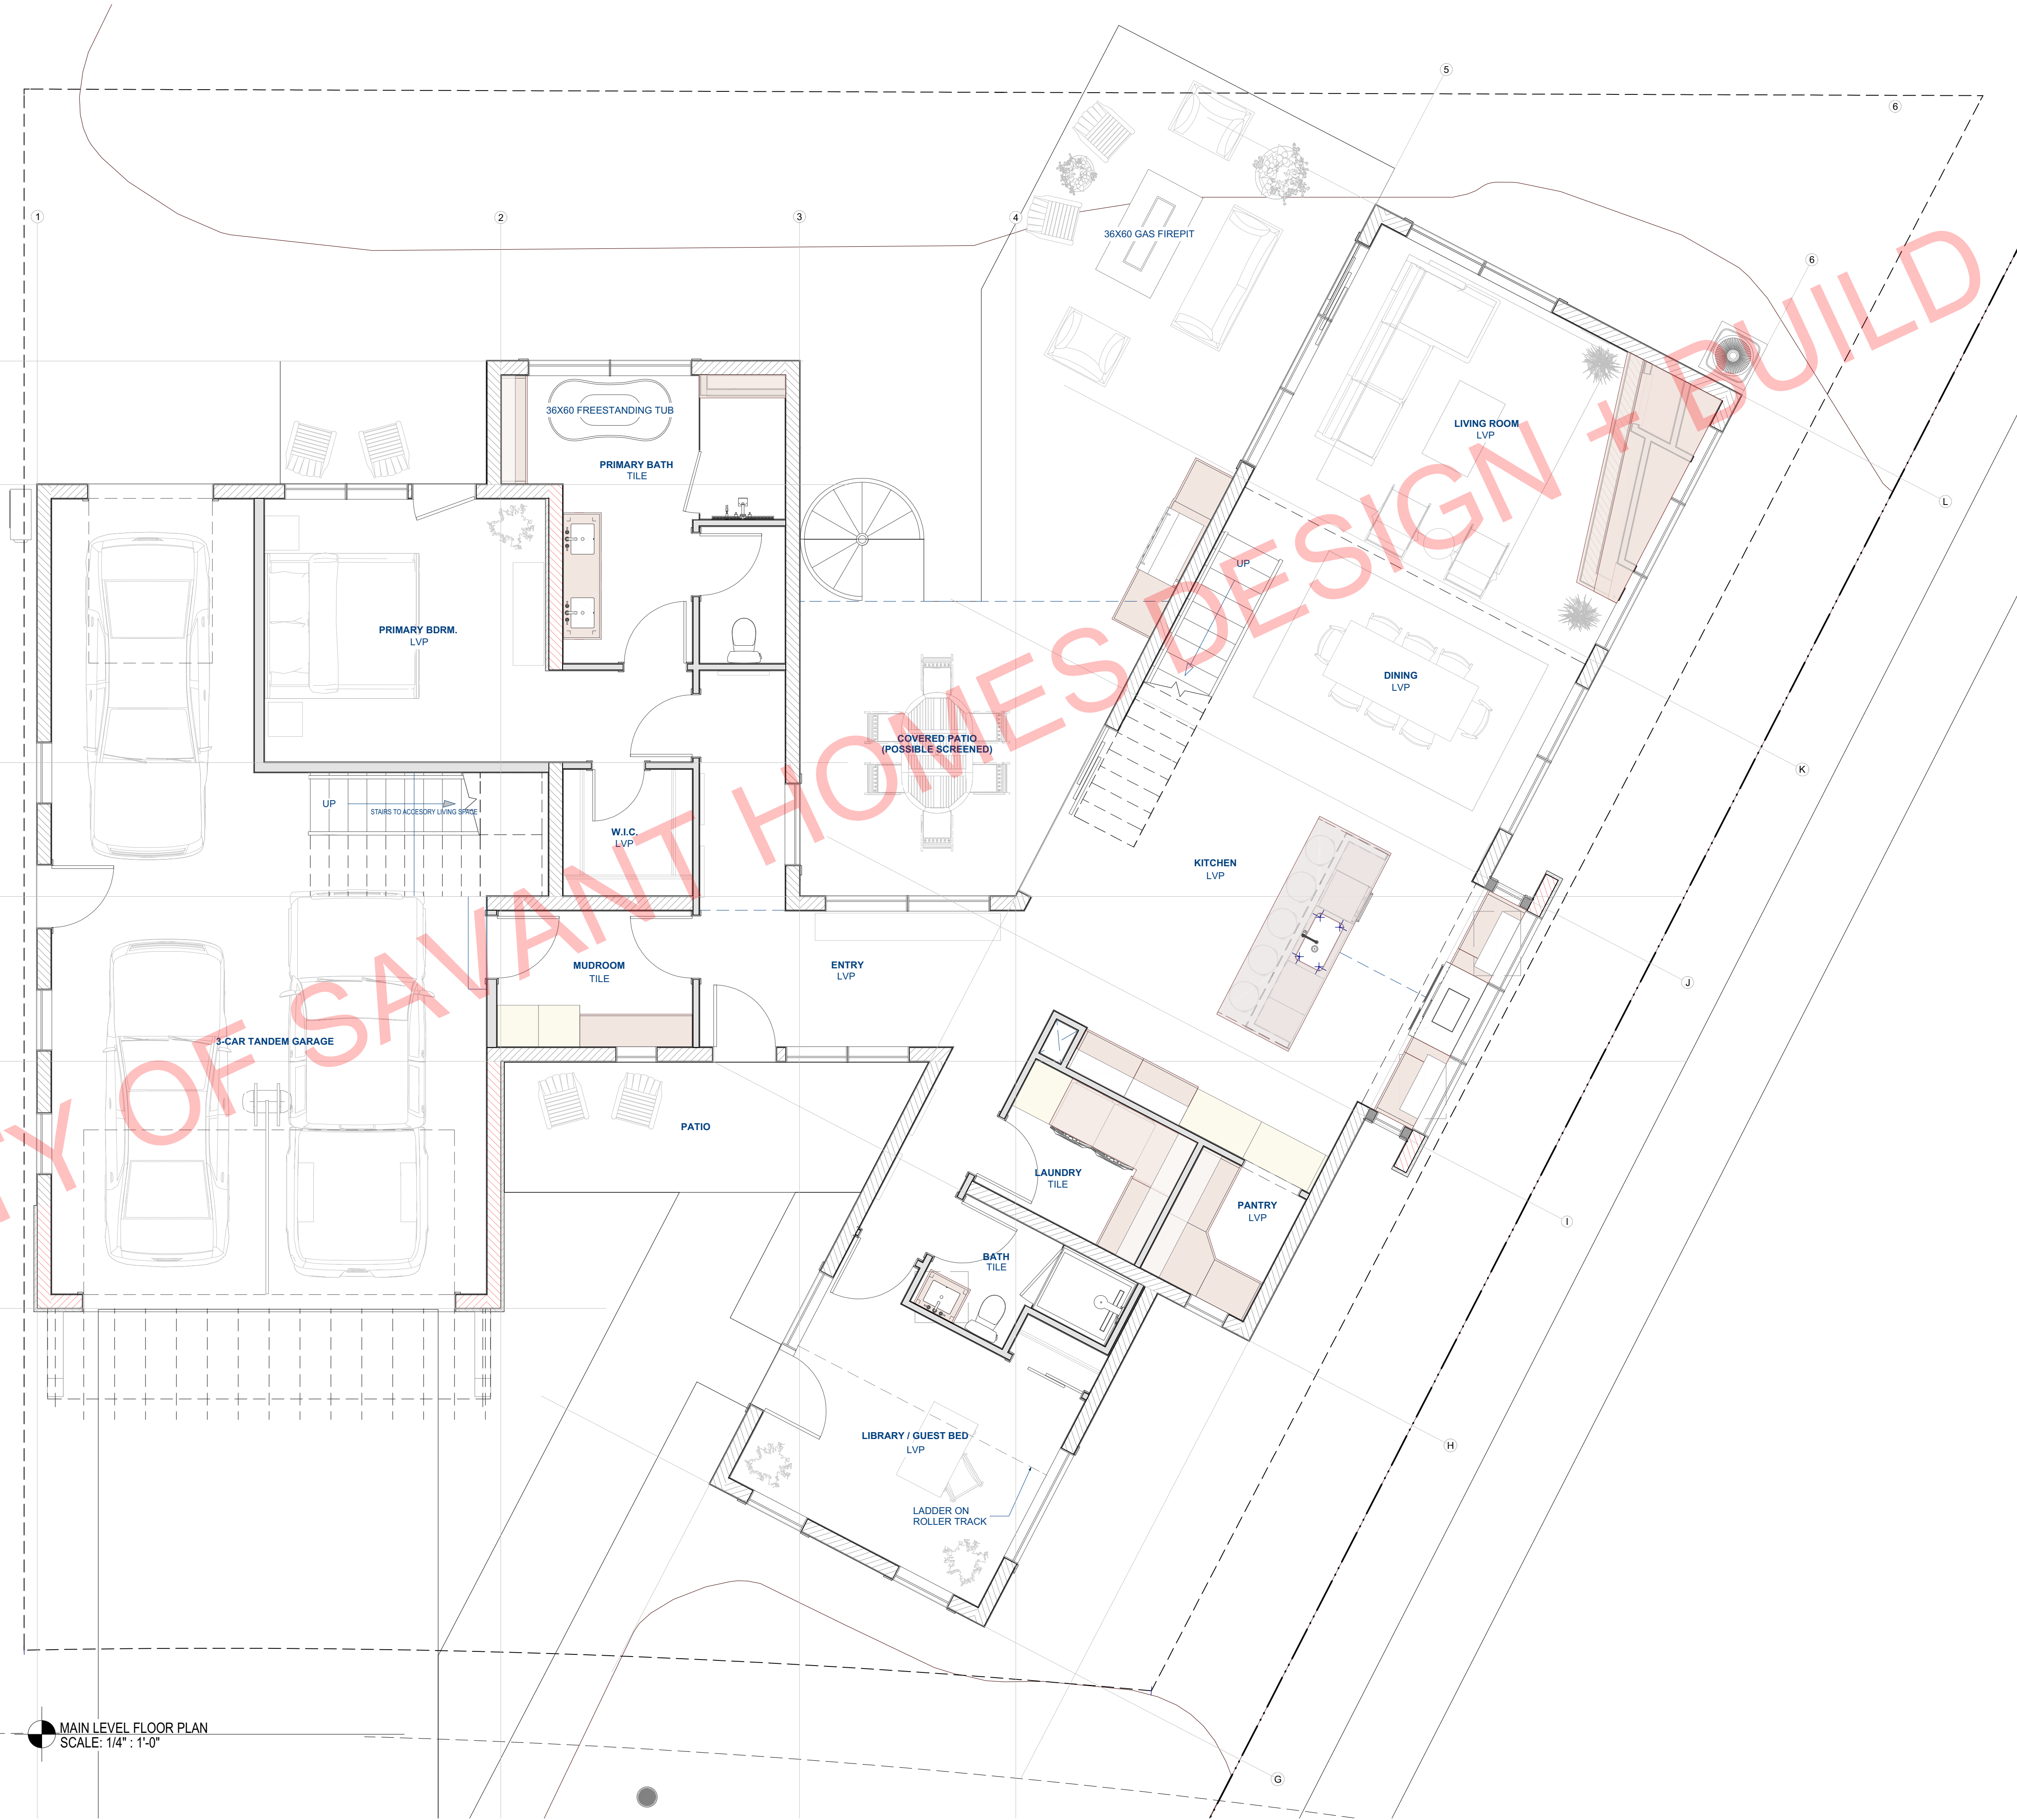 5
6
1
2
3
4
6
36X60 GAS FIREPIT
36X60 FREESTANDING TUB
LIVING ROOM
LVP
PRIMARY BATH
TILE
L
UP
PRIMARY BDRM.
LVP
DINING
LVP
COVERED PATIO
(POSSIBLE SCREENED)
K
UP
STAIRS TO ACCESORY LIVING SPACE
W.I.C.
LVP
KITCHEN
LVP
MUDROOM
TILE
ENTRY
LVP
J
3-CAR TANDEM GARAGE
PATIO
LAUNDRY
TILE
PANTRY
LVP
I
BATH
TILE
LIBRARY / GUEST BED
LVP
H
LADDER ON
ROLLER TRACK
MAIN LEVEL FLOOR PLAN
SCALE: 1/4" : 1'-0"
G
TY OF SAVANT HOMES DESIGN + BUILD